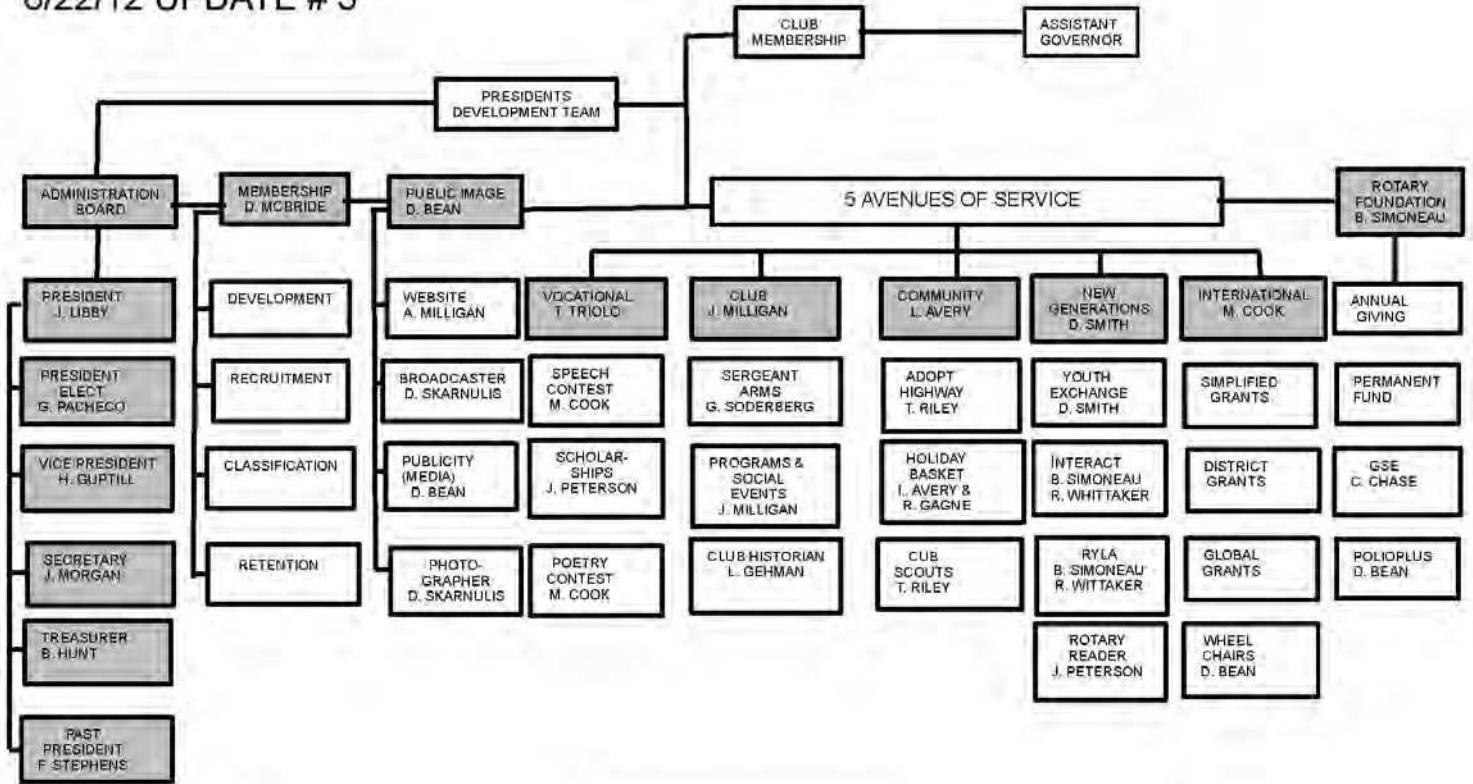 8/22/12 UPDATE # 3
CLUB
MEMBERSHIP
ASSISTANT
GOVERNOR
PRESIDENTS
DEVELOPMENT TEAM
ADMINISTRATION
BOARD
MEMBERSHIP
D. MCBRIDE
PUBLIC IMAGE
D. BEAN
5 AVENUES OF SERVICE
ROTARY
FOUNDATION
B. SIMONEAU
PRESIDENT
J. LIBBY
DEVELOPMENT
WEBSITE
A. MILLIGAN
VOCATIONAL
T. TRIOLO
CLUB
J. MILLIGAN
COMMUNITY
L. AVERY
NEW
GENERATIONS
D. SMITH
INTERNATIONAL
M. COOK
ANNUAL
GIVING
PRESIDENT
ELECT
G. PACHECO
RECRUITMENT
BROADCASTER
D. SKARNULIS
SPEECH
CONTEST
M. COOK
SERGEANT
ARMS
G. SODERBERG
ADOPT
HIGHWAY
T. RILEY
YOUTH
EXCHANGE
D. SMITH
SIMPLIFIED
GRANTS
PERMANENT
FUND
VICE PRESIDENT
H. GUPTILL
CLASSIFICATION
PUBLICITY
(MEDIA)
D. BEAN
SCHOLAR-
SHIPS
J. PETERSON
PROGRAMS &
SOCIAL
EVENTS
J. MILLIGAN
HOLIDAY
BASKET
L. AVERY &
R. GAGNE
INTERACT
B. SIMONEAU
R. WHITTAKER
DISTRICT
GRANTS
GSE
C. CHASE
SECRETARY
J. MORGAN
RETENTION
PHOTO-
GRAPHER
D. SKARNULIS
POETRY
CONTEST
M. COOK
CLUB HISTORIAN
L. GEHMAN
CUB
SCOUTS
T. RILEY
RYLA
B. SIMONEAU
R. WITTAKER
GLOBAL
GRANTS
POLIOPLUS
D. BEAN
TREASURER
B. HUNT
ROTARY
READER
J. PETERSON
WHEEL
CHAIRS
D. BEAN
PAST
PRESIDENT
F STEPHENS